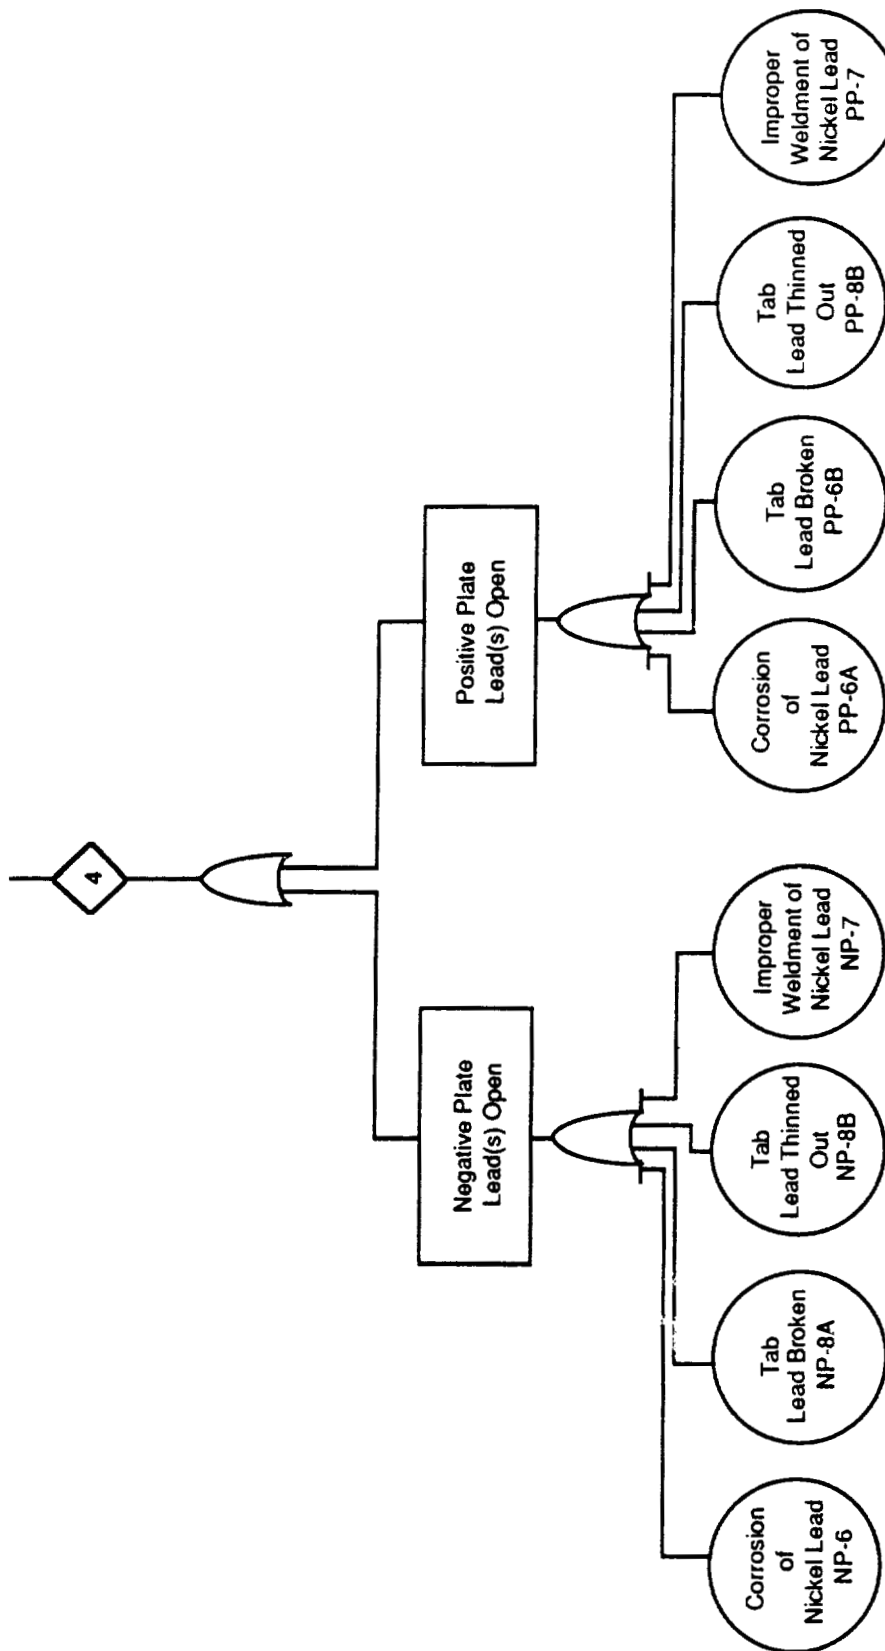 4
Negative Plate
Lead(s) Open
Positive Plate
Lead(s) Open
Corrosion
of
Nickel Lead
NP-6
Tab
Lead Broken
NP-8A
Tab
Lead Thinned
Out
NP-8B
Improper
Weldment of
Nickel Lead
NP-7
Corrosion
of
Nickel Lead
PP-6A
Tab
Lead Broken
PP-6B
Tab
Lead Thinned
Out
PP-8B
Improper
Weldment of
Nickel Lead
PP-7